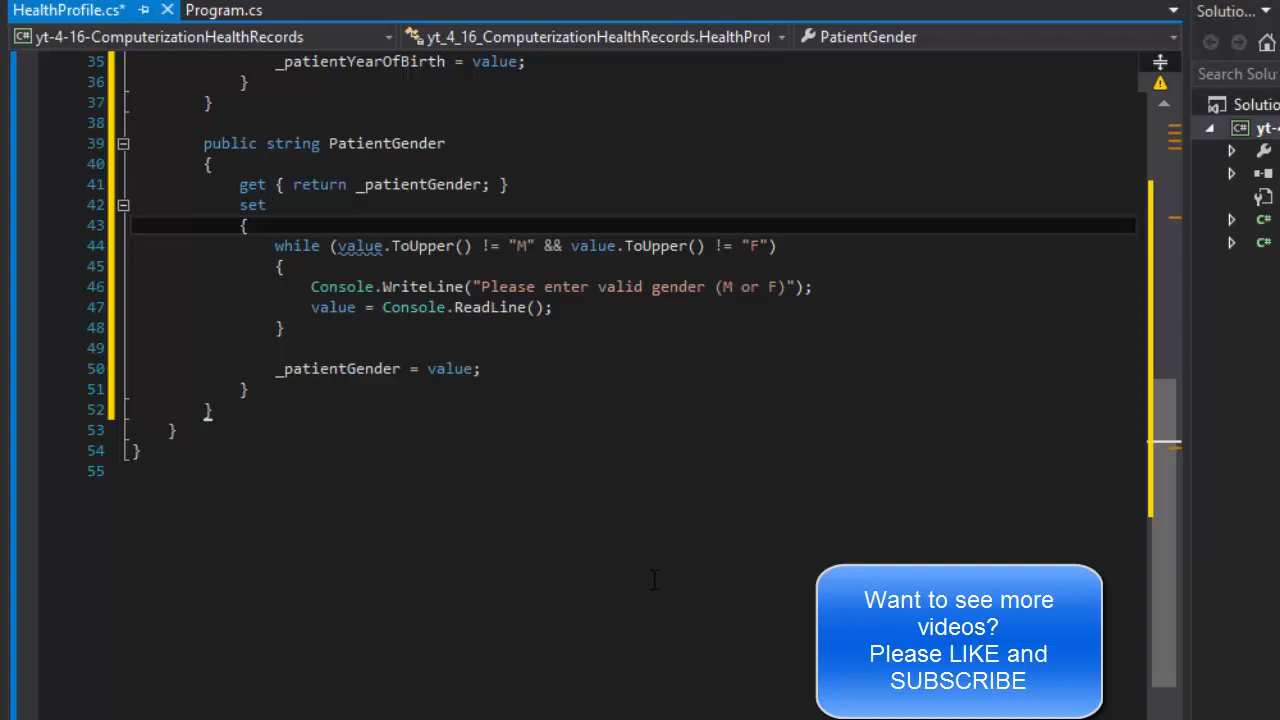 HealthProfile.cs* Program.cs Solutio...
yt-4-16-ComputerizationHealthRecords yt_4_16_ComputerizationHealthRecords.HealthProf PatientGender
Search Solu
Solutio
yt-4
35 _patientYearOfBirth = value;
36 }
37 }
38
39 public string PatientGender
40 {
41 get { return _patientGender; }
42 set
43 {
44 while (value.ToUpper() != "M" && value.ToUpper() != "F")
45 {
46 Console.WriteLine("Please enter valid gender (M or F)");
47 value = Console.ReadLine();
48 }
49
50 _patientGender = value;
51 }
52 }
53 }
54 }
55
C#
C#
Want to see more
videos?
Please LIKE and
SUBSCRIBE